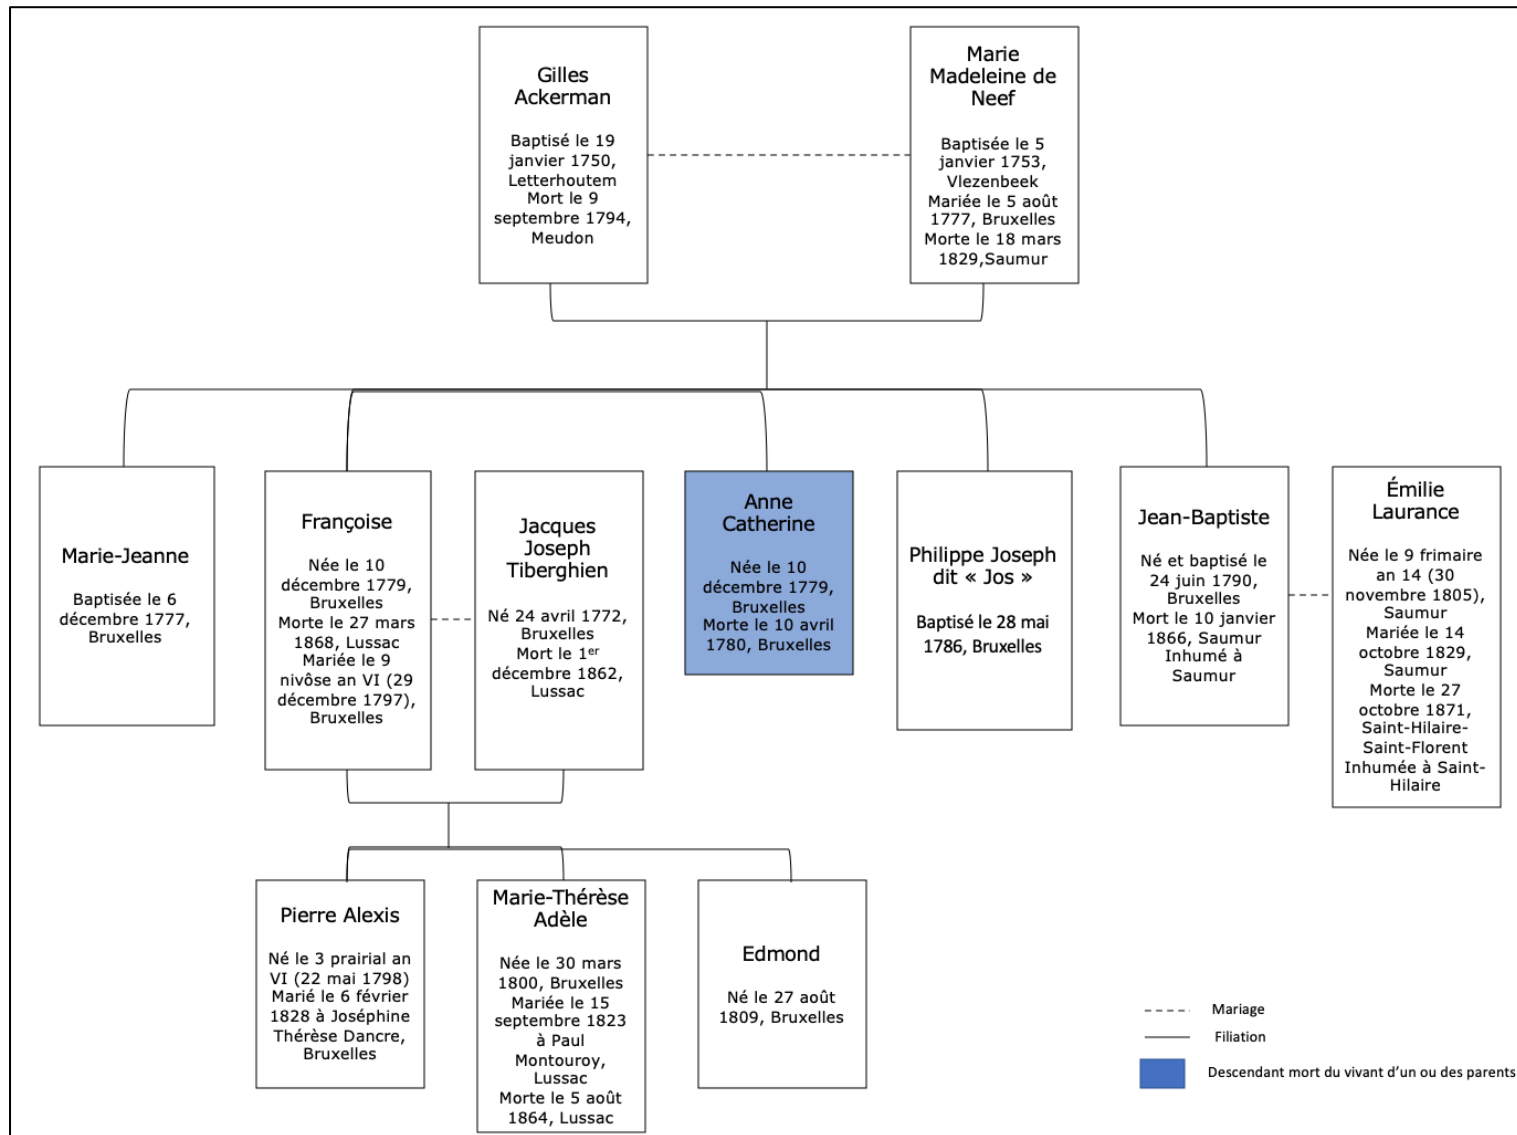 Gilles
Ackerman
Baptisé le 19
janvier 1750,
Letterhoutem
Mort le 9
septembre 1794,
Meudon
Marie
Madeleine de
Neef
Baptisée le 5
janvier 1753,
Vlezenbeek
Mariée le 5 août
1777, Bruxelles
Morte le 18 mars
1829,Saumur
Marie-Jeanne
Baptisée le 6
décembre 1777,
Bruxelles
Françoise
Née le 10
décembre 1779,
Bruxelles
Morte le 27 mars
1868, Lussac
Mariée le 9
nivôse an VI (29
décembre 1797),
Bruxelles
Jacques
Joseph
Tiberghien
Né 24 avril 1772,
Bruxelles
Mort le 1er
décembre 1862,
Lussac
Anne
Catherine
Née le 10
décembre 1779,
Bruxelles
Morte le 10 avril
1780, Bruxelles
Philippe Joseph
dit « Jos »
Baptisé le 28 mai
1786, Bruxelles
Jean-Baptiste
Né et baptisé le
24 juin 1790,
Bruxelles
Mort le 10 janvier
1866, Saumur
Inhumé à
Saumur
Émilie
Laurance
Née le 9 frimaire
an 14 (30
novembre 1805),
Saumur
Mariée le 14
octobre 1829,
Saumur
Morte le 27
octobre 1871,
Saint-Hilaire-
Saint-Florent
Inhumée à Saint-
Hilaire
Pierre Alexis
Né le 3 prairial an
VI (22 mai 1798)
Marié le 6 février
1828 à Joséphine
Thérèse Dancre,
Bruxelles
Marie-Thérèse
Adèle
Née le 30 mars
1800, Bruxelles
Mariée le 15
septembre 1823
à Paul
Montouroy,
Lussac
Morte le 5 août
1864, Lussac
Edmond
Né le 27 août
1809, Bruxelles
Mariage
Filiation
Descendant mort du vivant d'un ou des parents